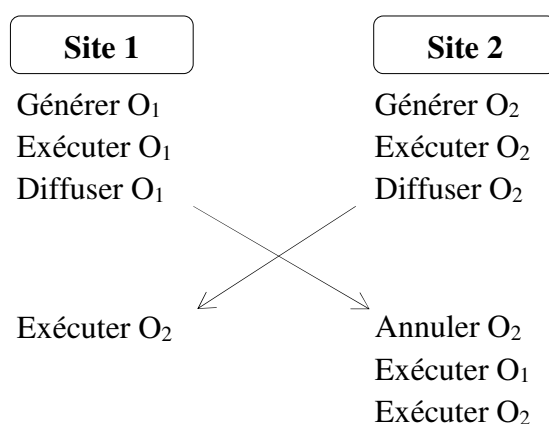 Site 1
Générer O₁
Exécuter O₁
Diffuser O₁
Exécuter O₂
Site 2
Générer O₂
Exécuter O₂
Diffuser O₂
Annuler O₂
Exécuter O₁
Exécuter O₂